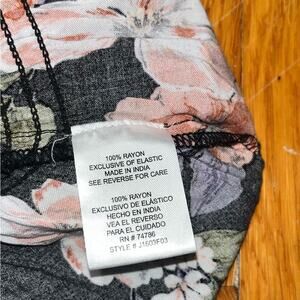 100% RAYON
EXCLUSIVE OF ELASTIC
MADE IN INDIA
SEE REVERSE FOR CARE
100% RAYON
EXCLUSIVO DE ELÁSTICO
HECHO EN INDIA
VEA EL REVERSO
PARA EL CUIDADO
RN # 74786
STYLE # J1603F03